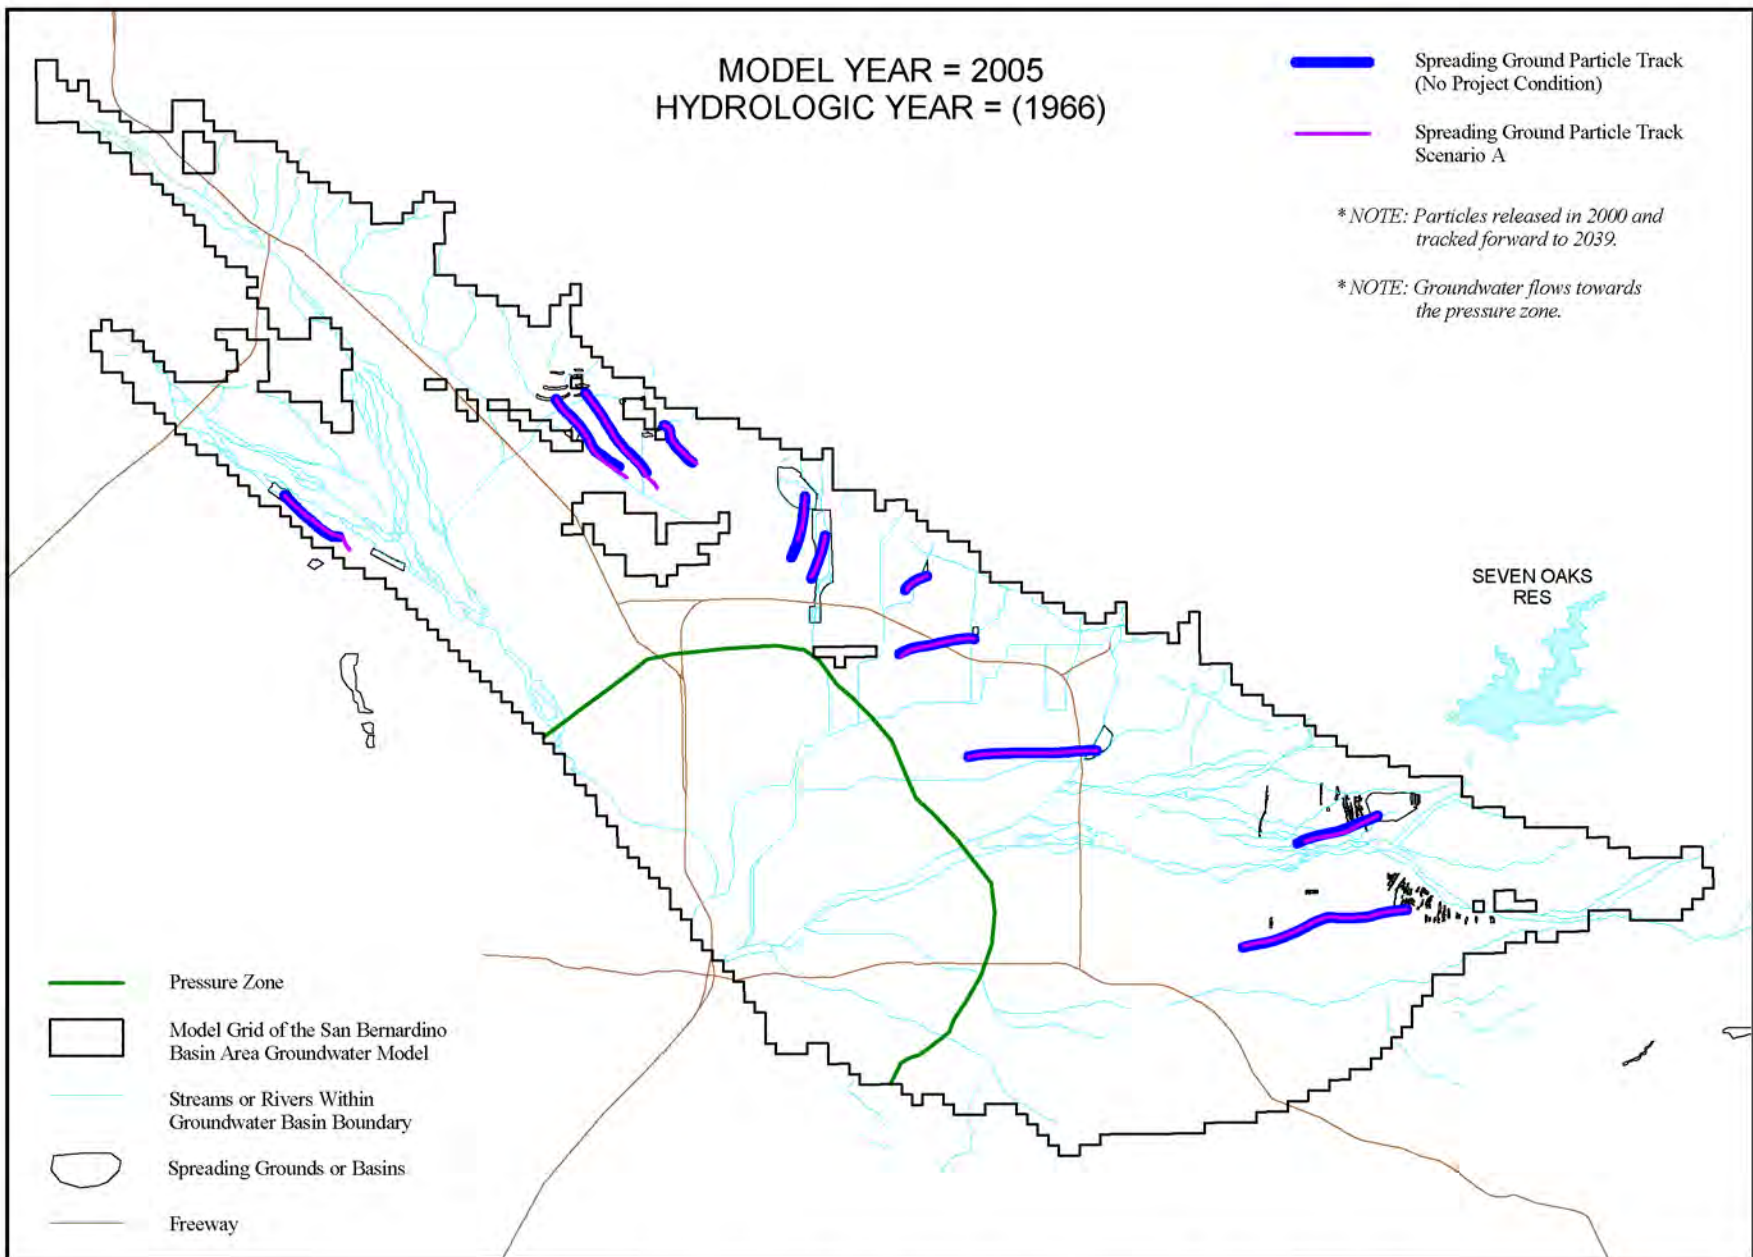 MODEL YEAR = 2005
HYDROLOGIC YEAR = (1966)
Spreading Ground Particle Track
(No Project Condition)
Spreading Ground Particle Track
Scenario A
* NOTE: Particles released in 2000 and
tracked forward to 2039.
* NOTE: Groundwater flows towards
the pressure zone.
SEVEN OAKS
RES
Pressure Zone
Model Grid of the San Bernardino
Basin Area Groundwater Model
Streams or Rivers Within
Groundwater Basin Boundary
Spreading Grounds or Basins
Freeway